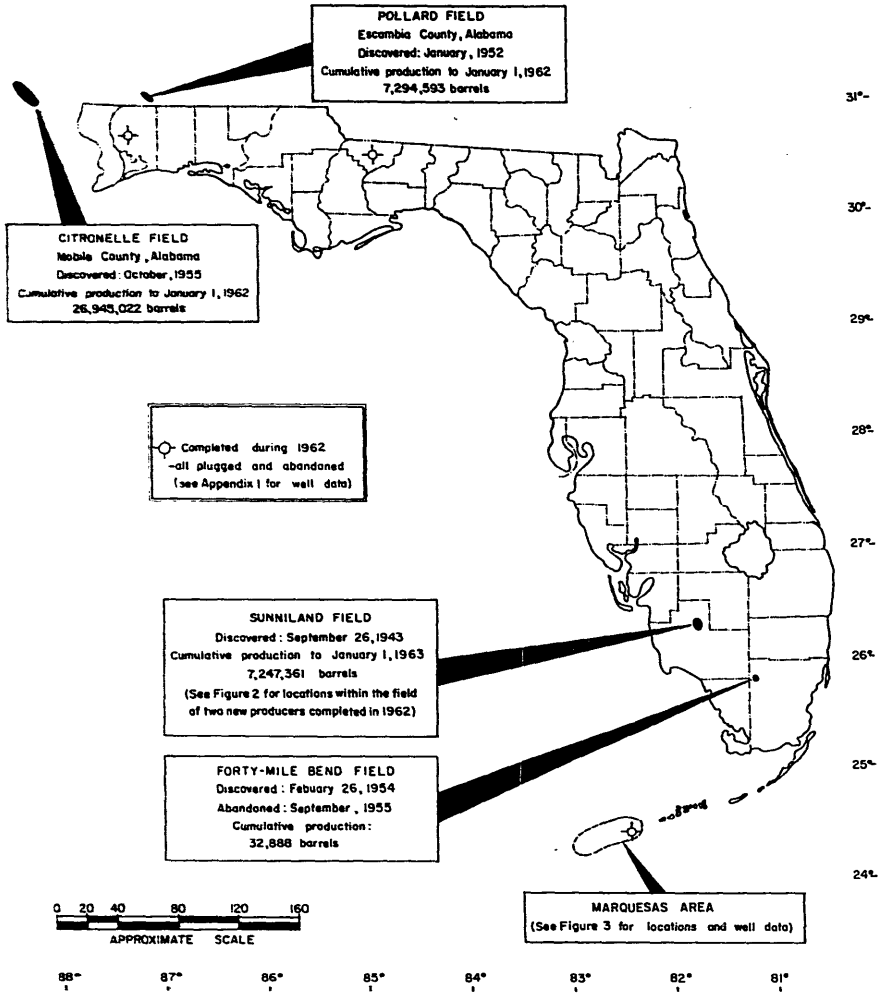 POLLARD FIELD
Escambia County, Alabama
Discovered: January, 1952
Cumulative production to January 1, 1962
7,294,593 barrels
31°-
30°-
CITRONELLE FIELD
Mobile County, Alabama
Discovered: October, 1955
Cumulative production to January 1, 1962
26,945,022 barrels
29°-
Completed during 1962
-all plugged and abandaned
(see Appendix I for well data)
28°-
27°-
SUNNILAND FIELD
Discovered: September 26, 1943
Cumulative production to January 1, 1963
7,247,361 barrels
(See Figure 2 for locations within the field
of two new producers completed in 1962)
26°-
FORTY-MILE BEND FIELD
Discovered: Febuary 26, 1954
Abandoned: September, 1955
Cumulative production:
32,888 barrels
25°-
24°-
MARQUESAS AREA
(See Figure 3 for locations and well data)
0 20 40 80 120 160
APPROXIMATE SCALE
88° 87° 86° 85° 84° 83° 82° 81°